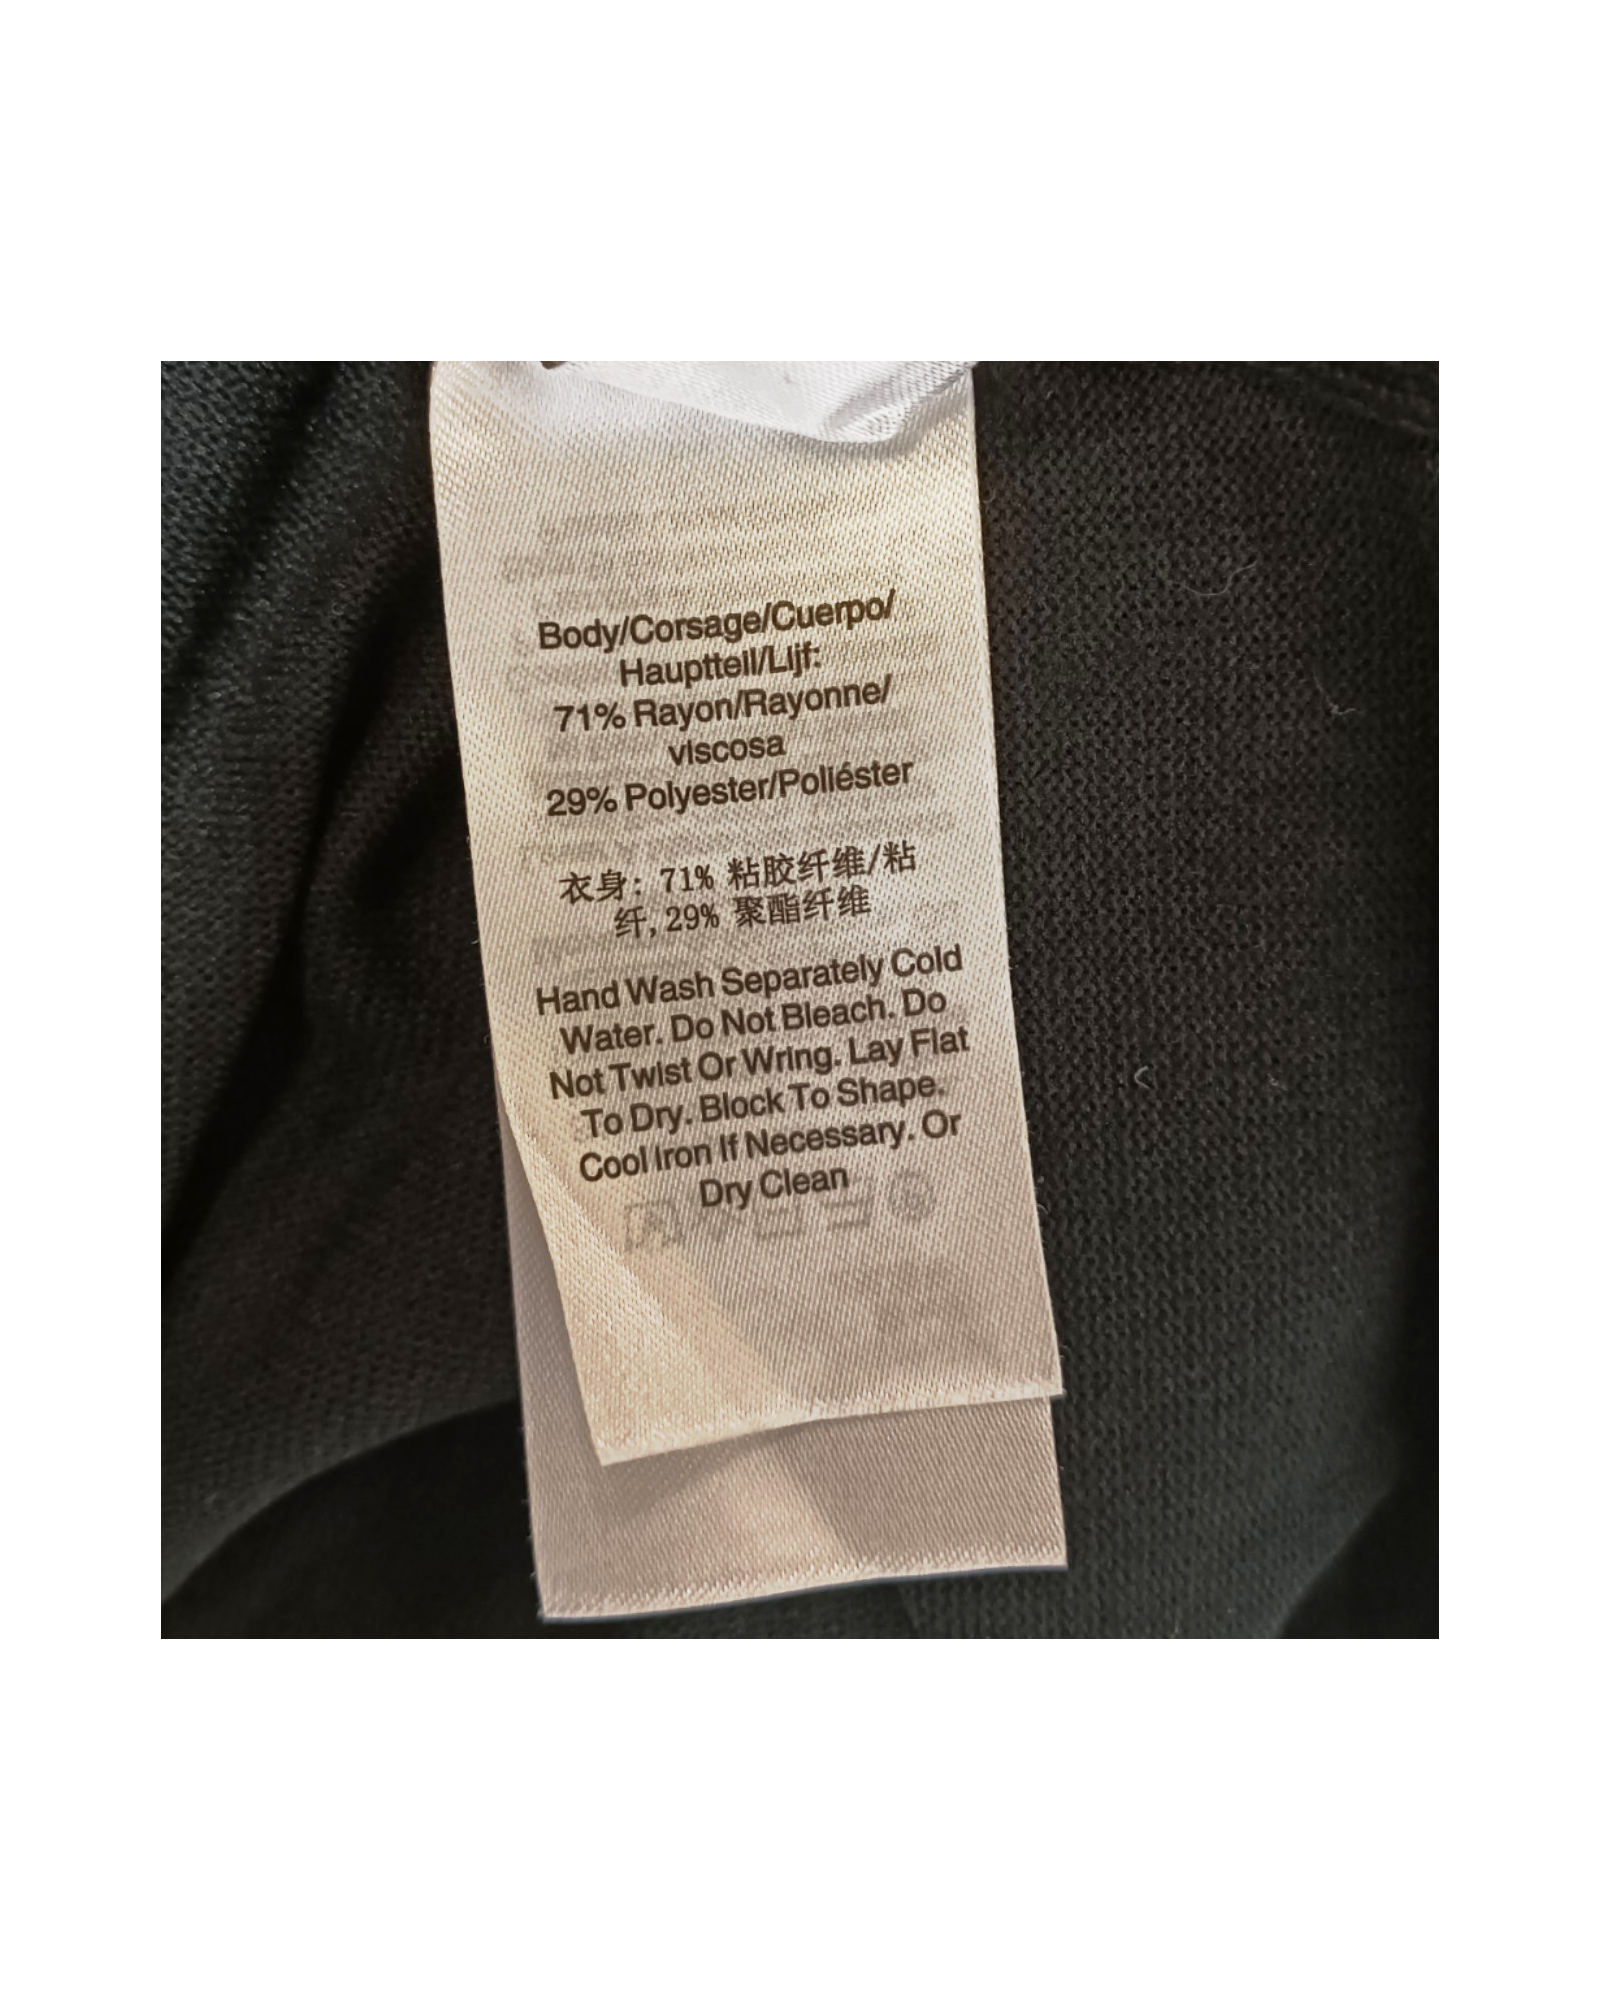 Body/Corsage/Cuerpo/
Hauptteil/Lijf:
71% Rayon/Rayonne/
viscosa
29% Polyester/Poliéster
衣身: 71% 粘胶纤维/粘
纤, 29% 聚酯纤维
Hand Wash Separately Cold
Water. Do Not Bleach. Do
Not Twist Or Wring. Lay Flat
To Dry. Block To Shape.
Cool Iron If Necessary. Or
Dry Clean